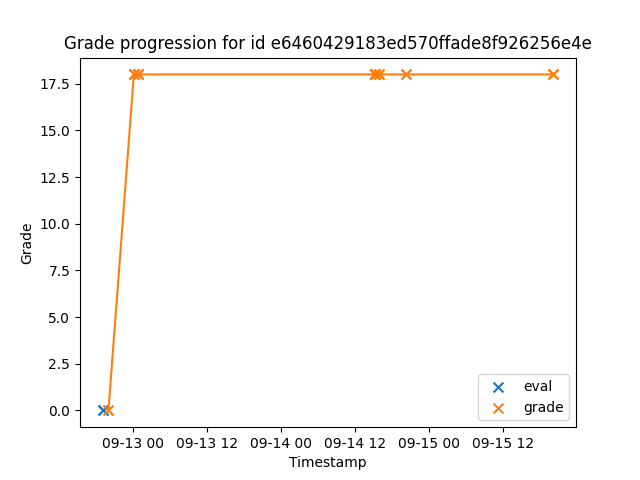 Grade progression for id e6460429183ed570ffade8f926256e4e
17.5
15.0
12.5
10.0
7.5
5.0
2.5
0.0
Grade
eval
grade
09-13 00 09-13 12 09-14 00 09-14 12 09-15 00 09-15 12
Timestamp